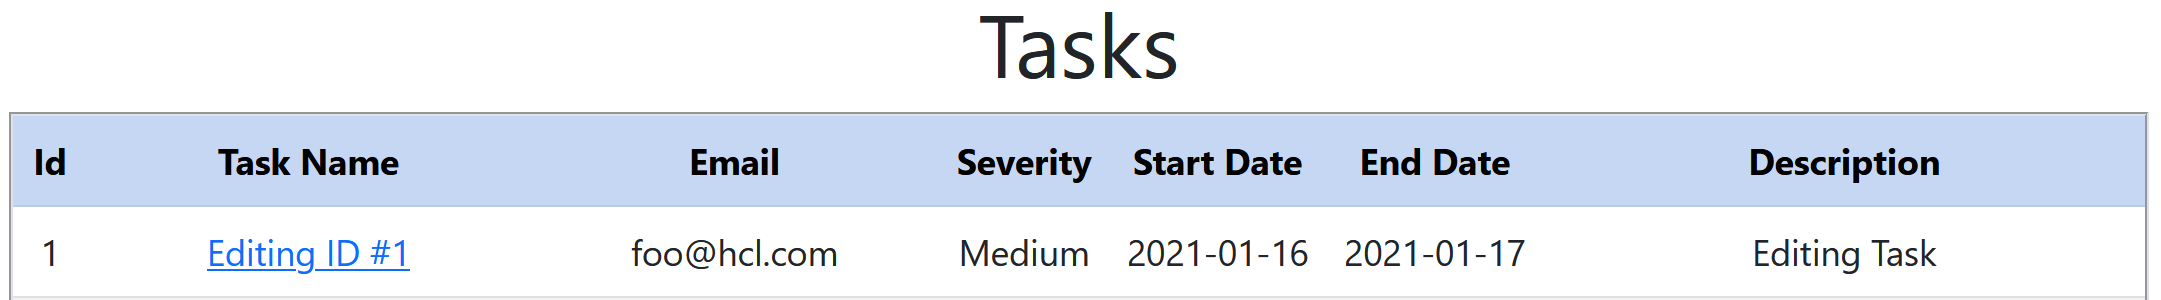 Tasks
Id Task Name Email Severity Start Date End Date Description
1 Editing ID #1 foo@hcl.com Medium 2021-01-16 2021-01-17 Editing Task